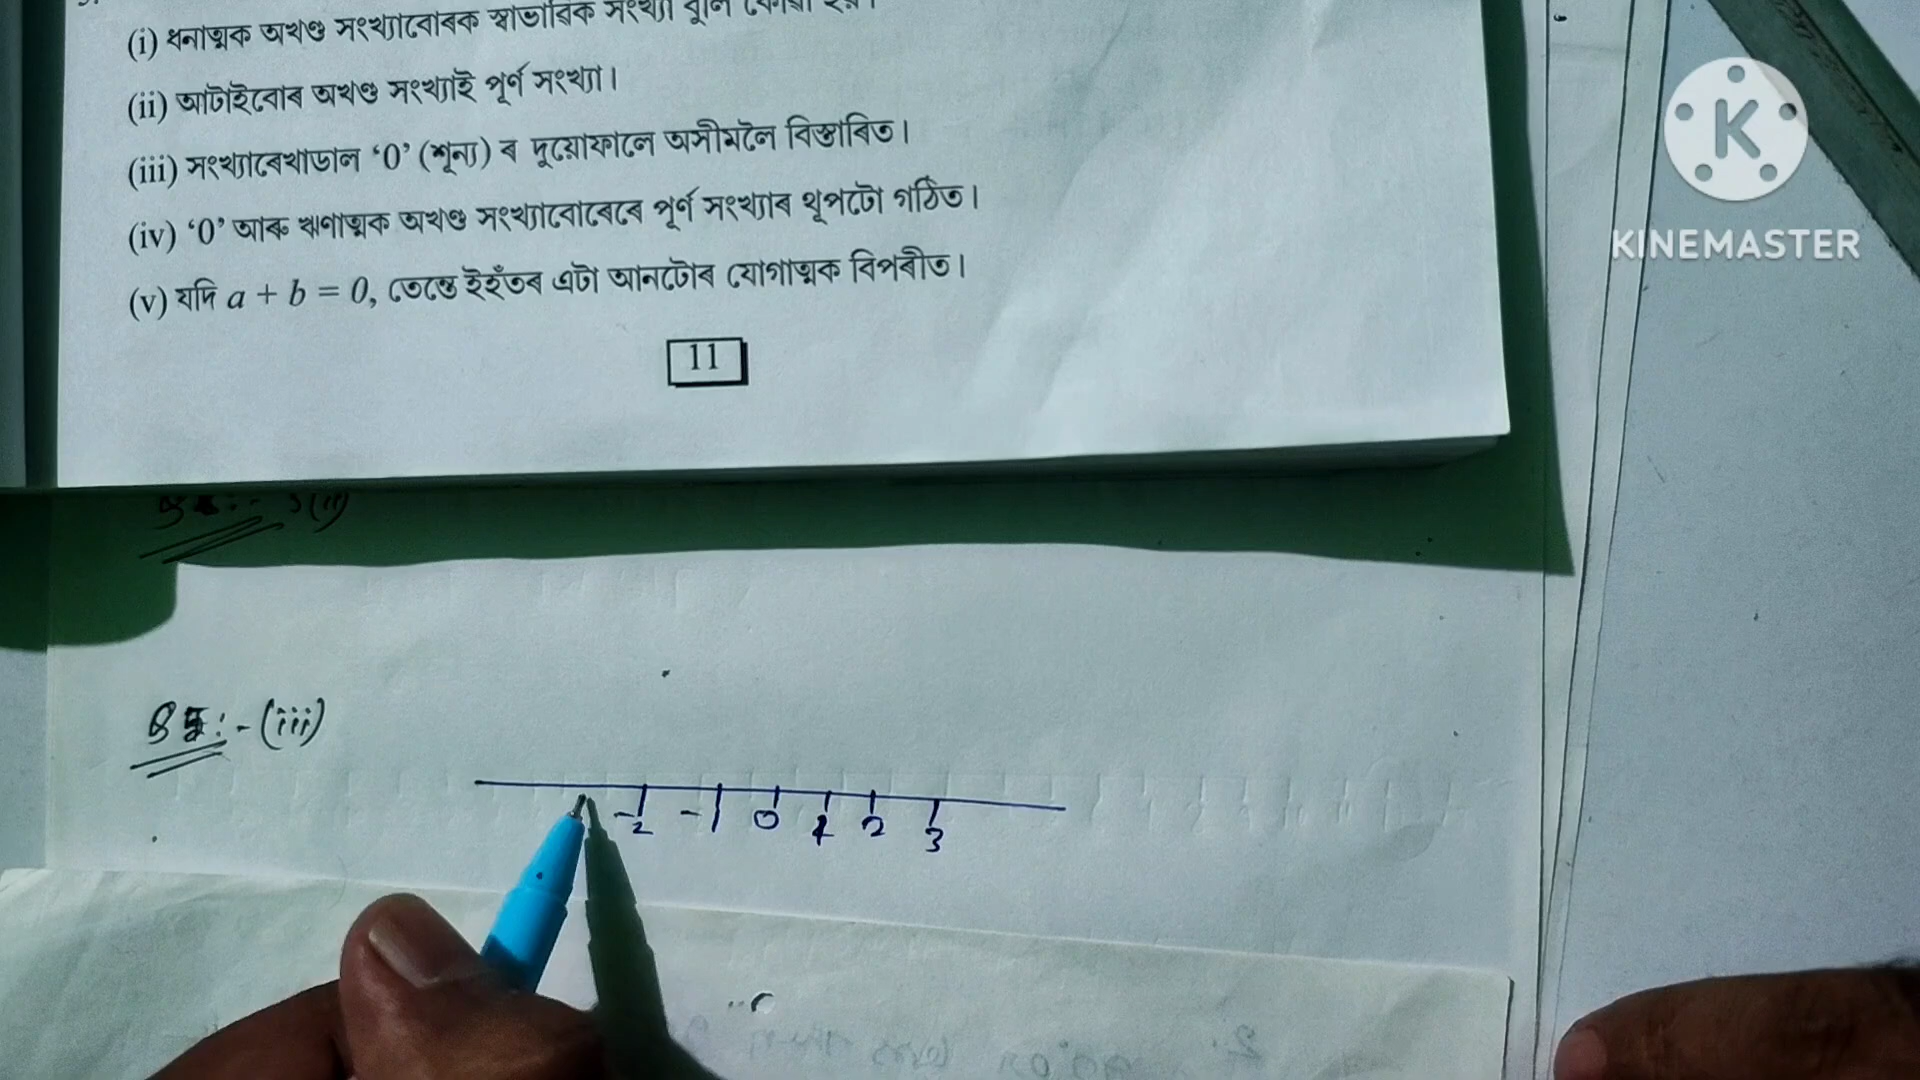 (i) ধনাত্মক অখণ্ড সংখ্যাবোৰক স্বাভাৱিক সংখ্যা বুলি কোৱা হয়।
(ii) আটাইবোৰ অখণ্ড সংখ্যাই পূৰ্ণ সংখ্যা।
(iii) সংখ্যাৰেখাডাল ‘0’ (শূন্য) ৰ দুয়োফালে অসীমলৈ বিস্তাৰিত।
(iv) ‘0’ আৰু ঋণাত্মক অখণ্ড সংখ্যাবোৰেৰে পূৰ্ণ সংখ্যাৰ থূপটো গঠিত।
(v) যদি a + b = 0, তেন্তে ইহঁতৰ এটা আনটোৰ যোগাত্মক বিপৰীত।
11
KINEMASTER
(ii)
:-(iii)
-2 -1 0 1 2 3